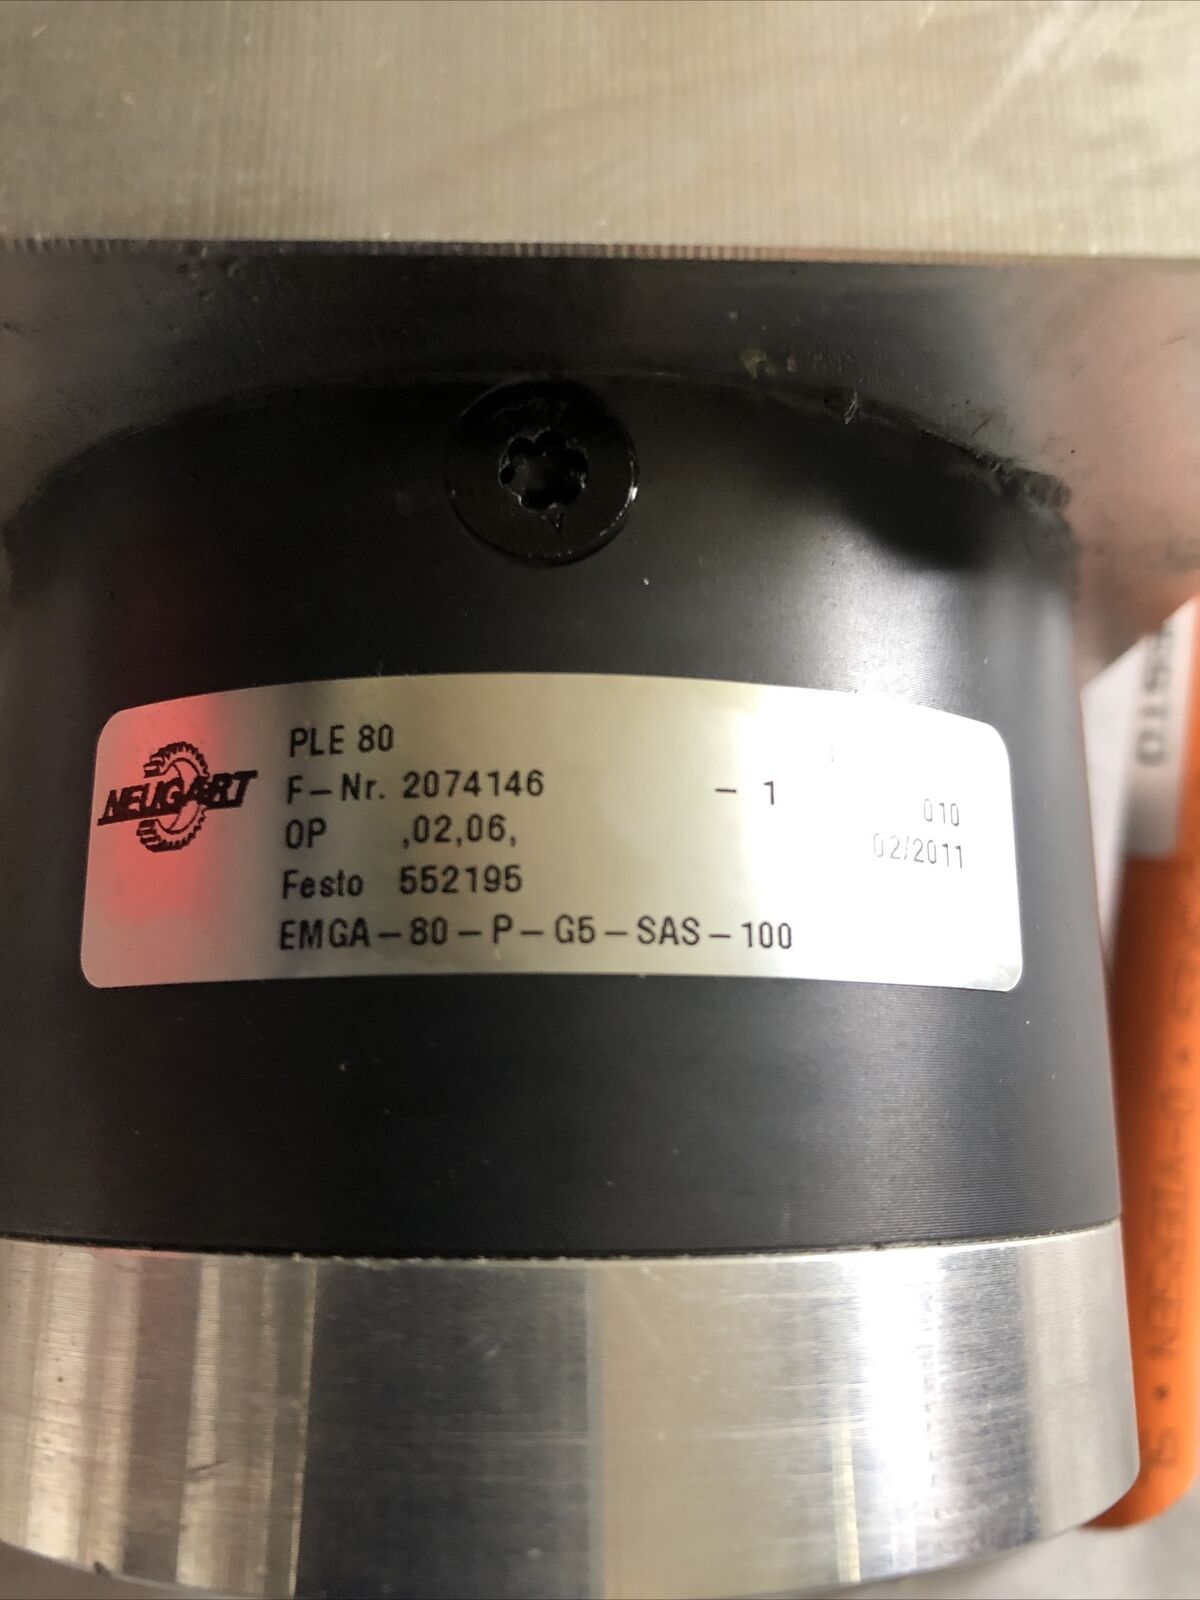 NEUGART
PLE 80
F-Nr. 2074146 - 1
010
OP ,02,06,
02/2011
Festo 552195
EMGA-80-P-G5-SAS-100
VIERSEN